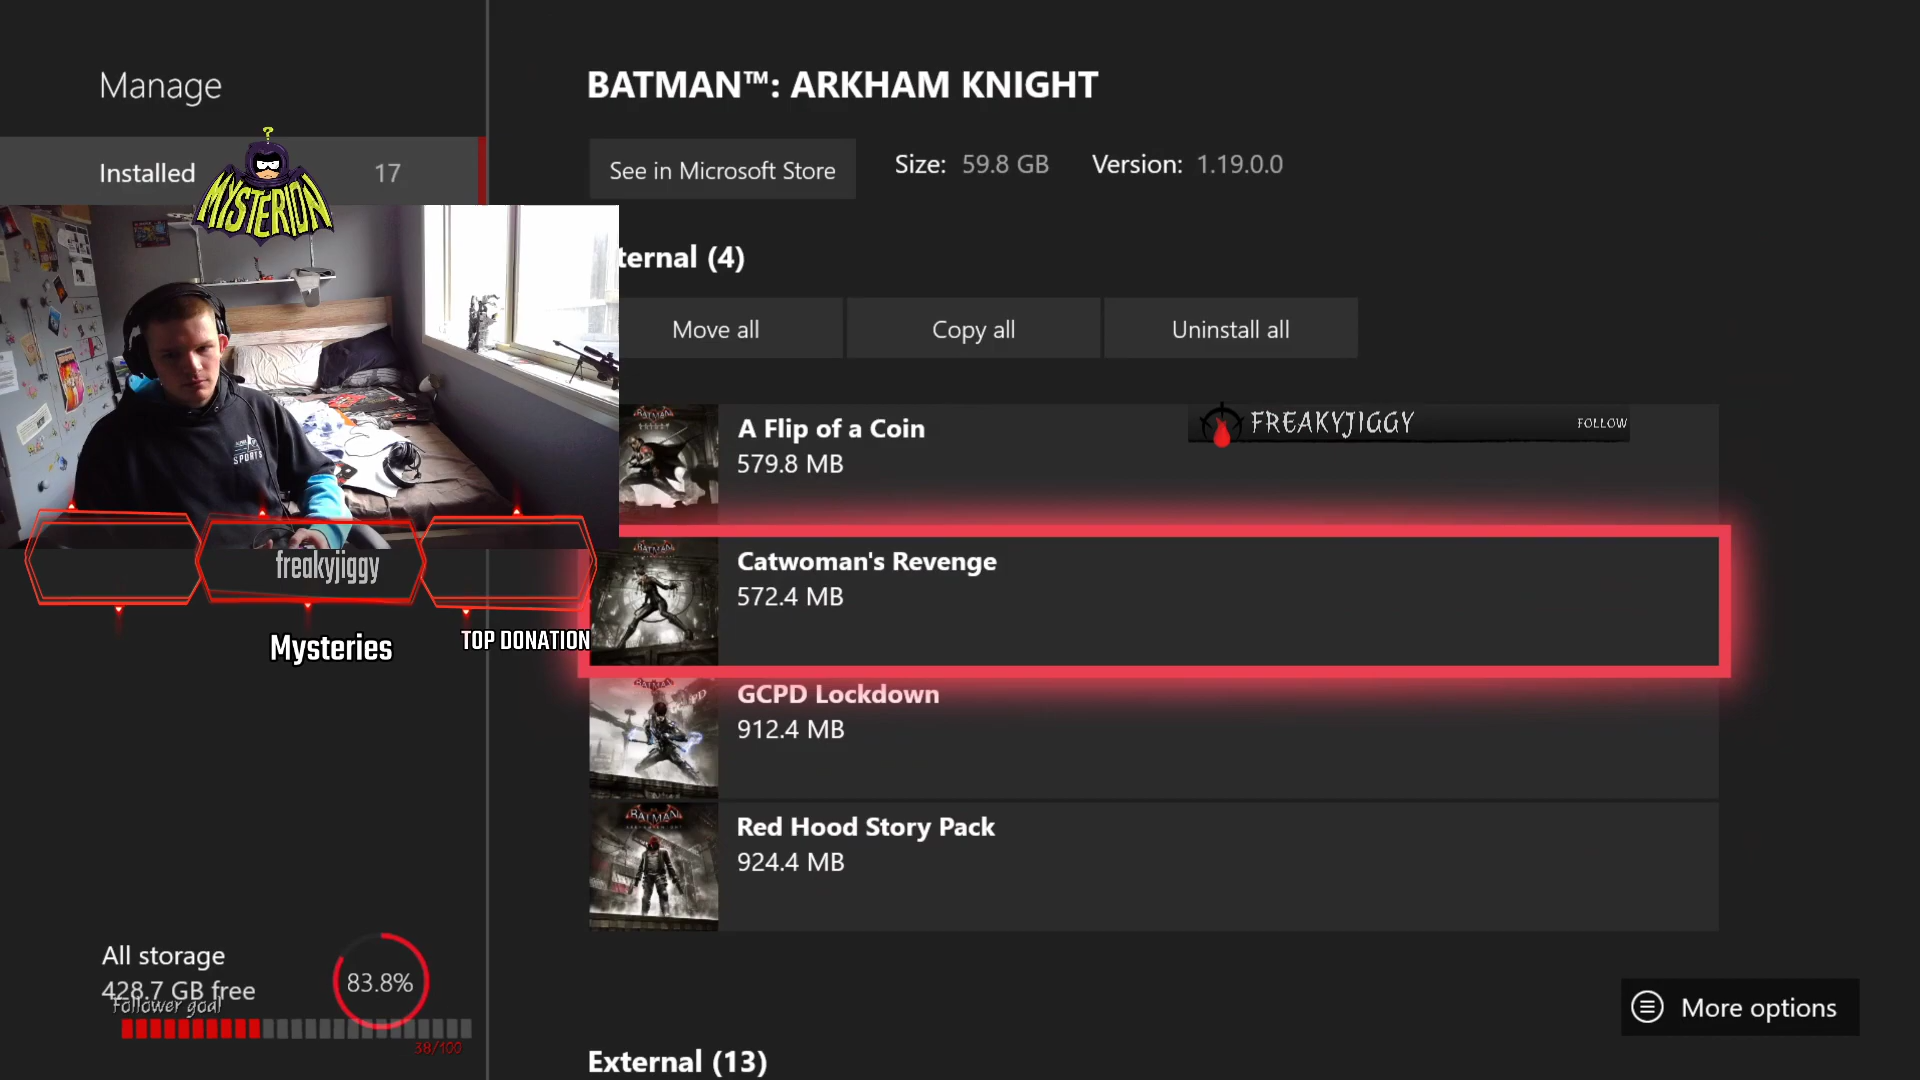 Manage
Installed 17
MYSTERION
BATMAN™: ARKHAM KNIGHT
See in Microsoft Store
Size: 59.8 GB
Version: 1.19.0.0
ternal (4)
Move all
Copy all
Uninstall all
A Flip of a Coin
579.8 MB
FREAKYJIGGY
FOLLOW
Catwoman's Revenge
572.4 MB
GCPD Lockdown
912.4 MB
Red Hood Story Pack
924.4 MB
SPORTS
freakyjiggy
Mysteries
TOP DONATION
All storage
428.7 GB free
83.8%
Follower goal
38/100
More options
External (13)